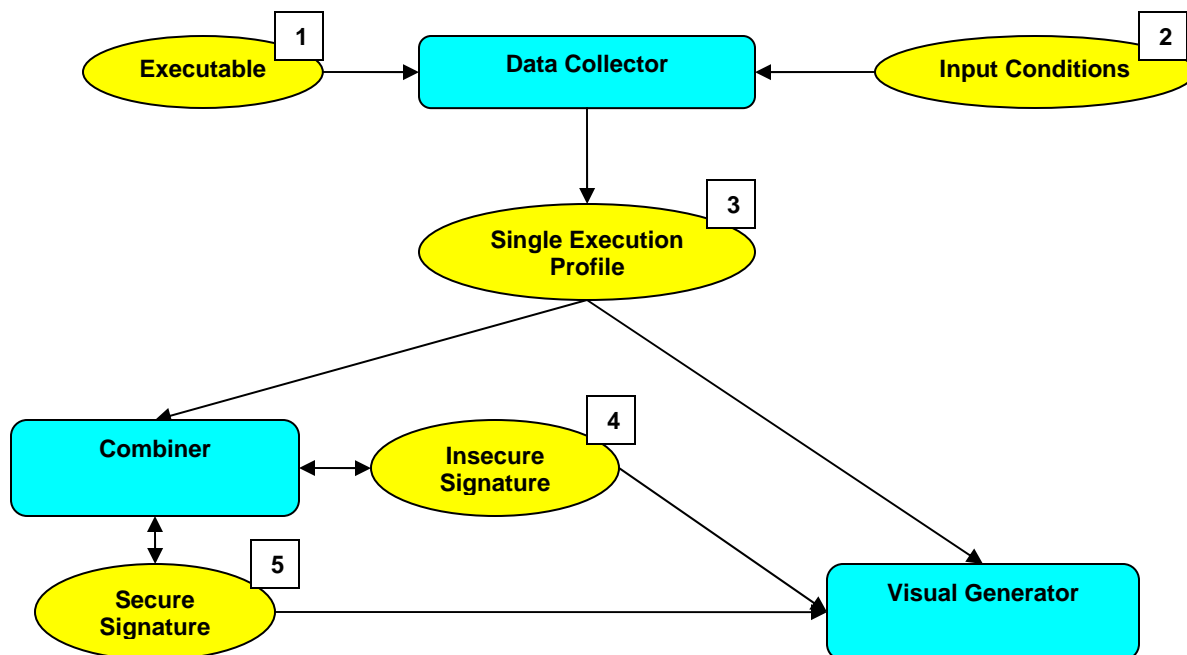 1
2
Executable
Data Collector
Input Conditions
3
Single Execution
Profile
4
Combiner
Insecure
Signature
5
Secure
Signature
Visual Generator